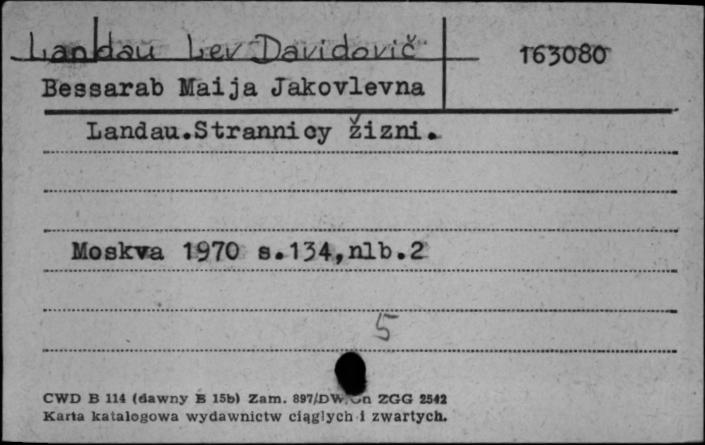 Landau Lev Davidovič 163080
Bessarab Maija Jakovlevna
Landau.Strannicy žizni.
Moskva 1970 s.134,nlb.2
5
CWD B 114 (dawny B 15b) Zam. 897/DW. ZGG 2542
Karta katalogowa wydawnictw ciągłych i zwartych.